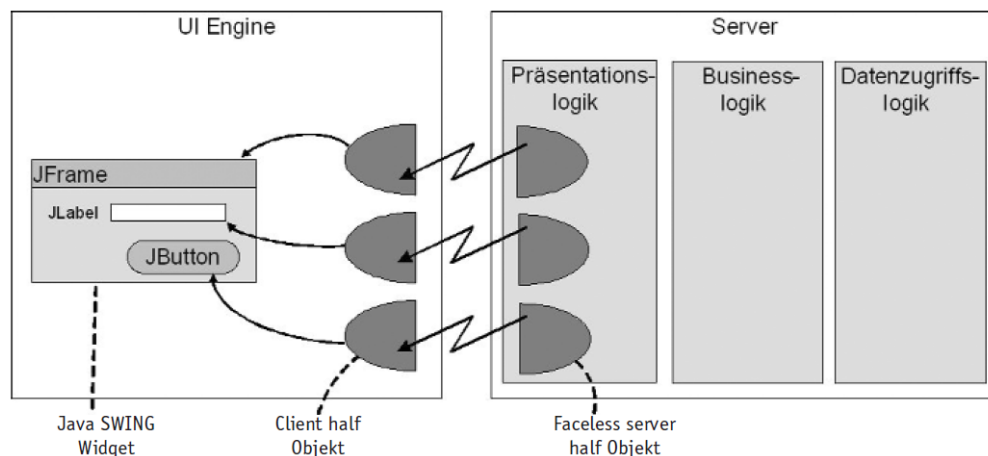 UI Engine
Server
Präsentations-
logik
Business-
logik
Datenzugriffs-
logik
JFrame
JLabel
JButton
Java SWING
Widget
Client half
Objekt
Faceless server
half Objekt